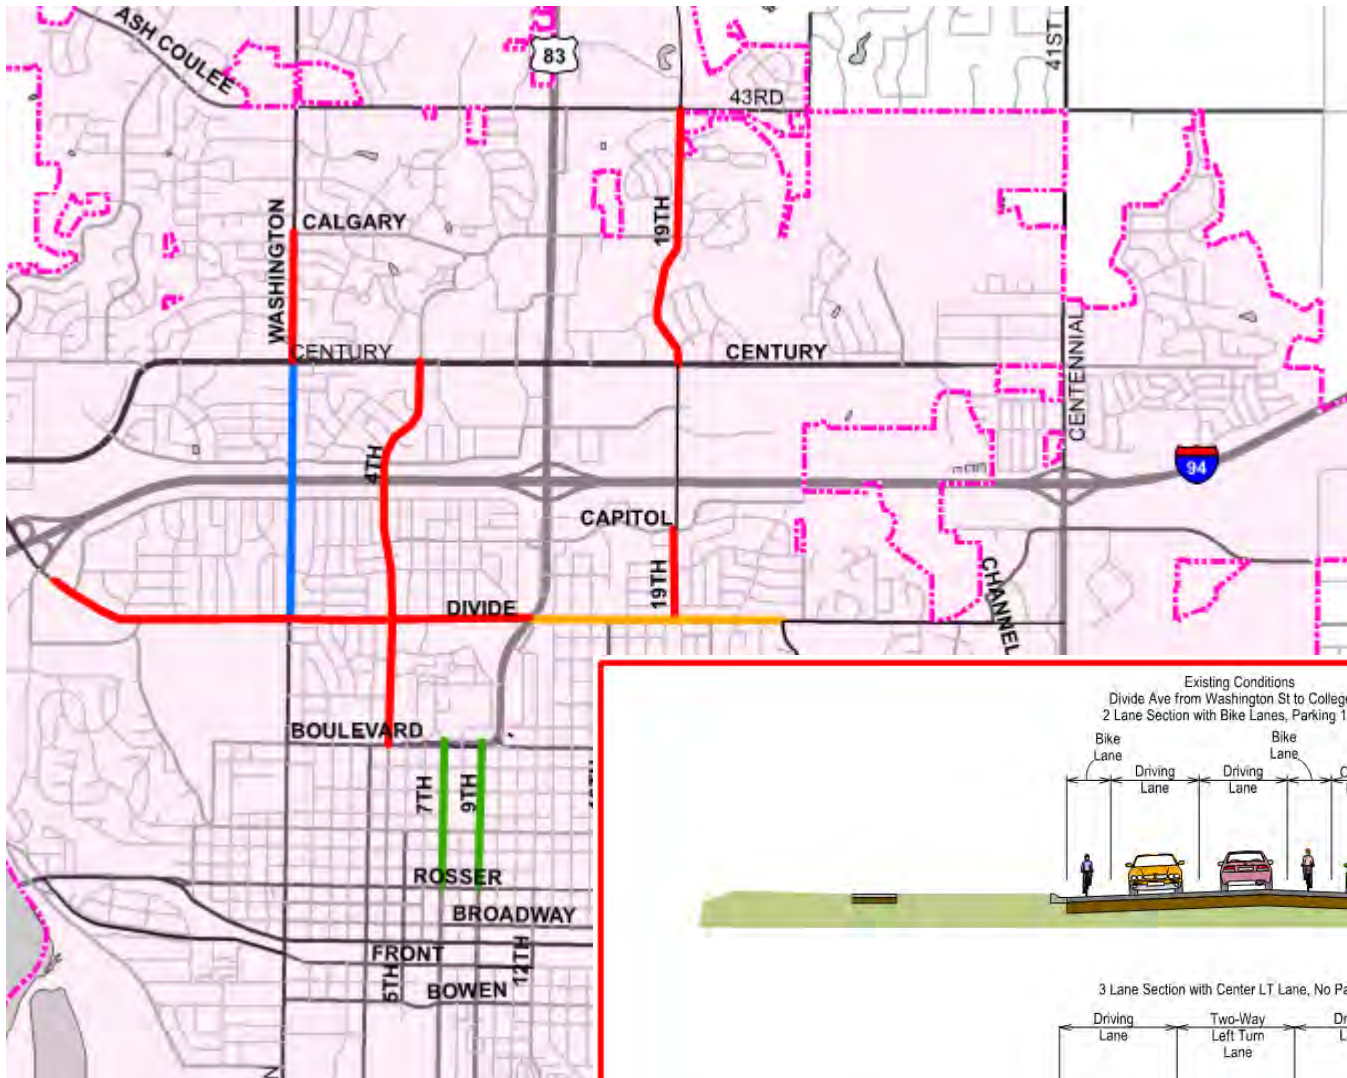 ASH COULEE
83
41ST
43RD
WASHINGTON
CALGARY
19TH
CENTURY
CENTURY
CENTENNIAL
4TH
94
CAPITOL
19TH
CHANNEL
DIVIDE
BOULEVARD
7TH
9TH
ROSSER
BROADWAY
FRONT
5TH
12TH
BOWEN
N
Existing Conditions
Divide Ave from Washington St to College
2 Lane Section with Bike Lanes, Parking 1
Bike
Lane
Driving
Lane
Driving
Lane
Bike
Lane
3 Lane Section with Center LT Lane, No Pa
Driving
Lane
Two-Way
Left Turn
Lane
Dr
L